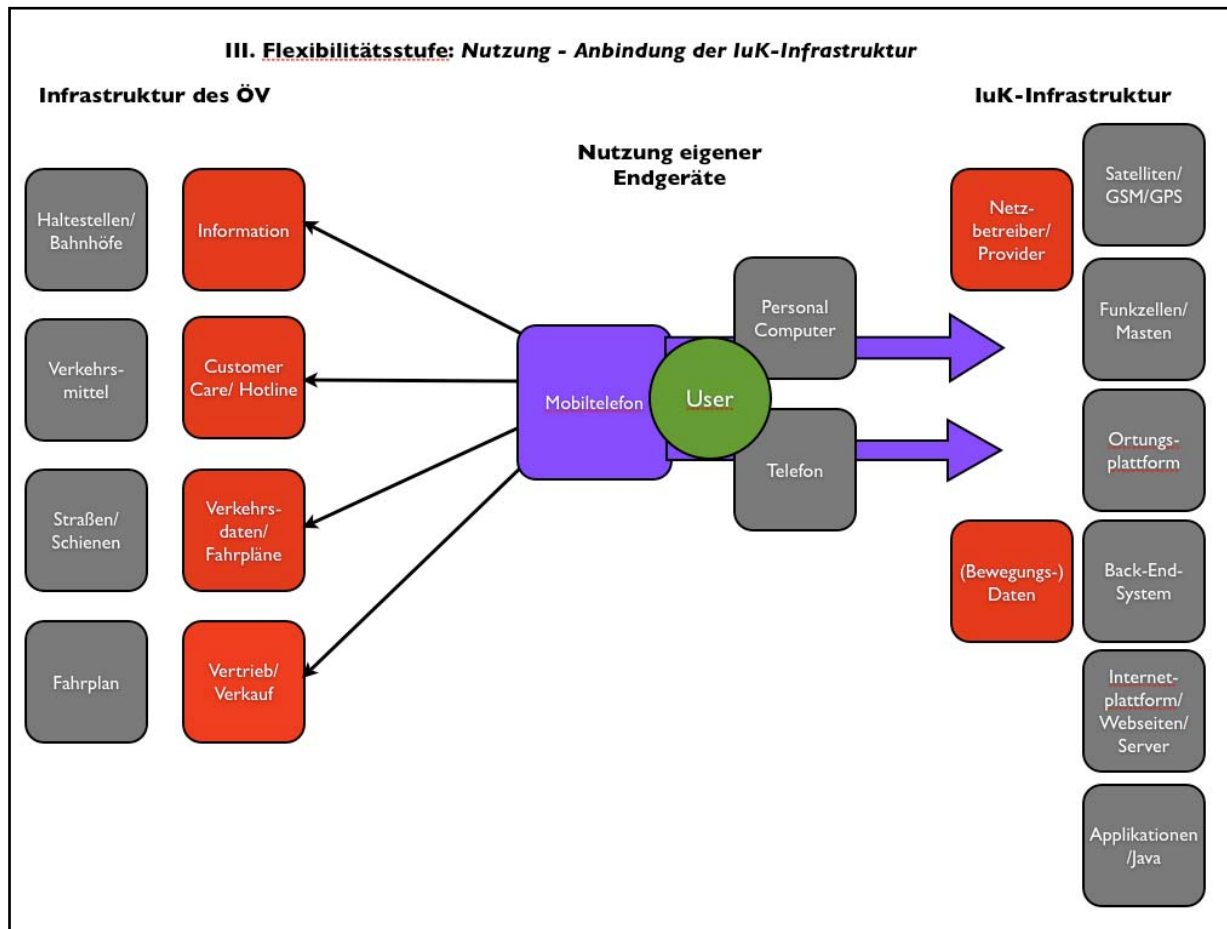 III. Flexibilitätsstufe: Nutzung - Anbindung der IuK-Infrastruktur
Infrastruktur des ÖV
IuK-Infrastruktur
Nutzung eigener
Endgeräte
Haltestellen/
Bahnhöfe
Information
Verkehrs-
mittel
Customer
Care/ Hotline
Straßen/
Schienen
Verkehrs-
daten/
Fahrpläne
Fahrplan
Vertrieb/
Verkauf
Mobiltelefon
User
Personal
Computer
Telefon
Netz-
betreiber/
Provider
(Bewegungs-)
Daten
Satelliten/
GSM/GPS
Funkzellen/
Masten
Ortungs-
plattform
Back-End-
System
Internet-
plattform/
Webseiten/
Server
Applikationen
/Java